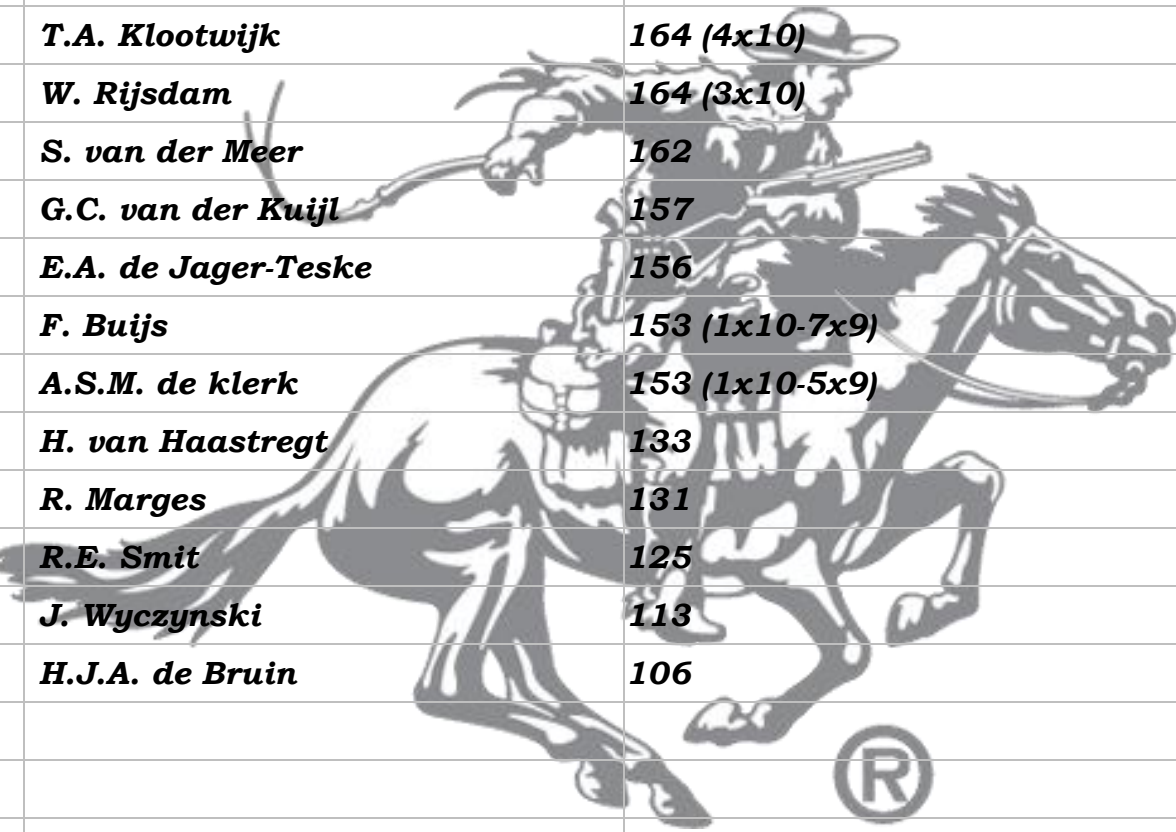 T.A. Klootwijk 164 (4x10)
W. Rijsdam 164 (3x10)
S. van der Meer 162
G.C. van der Kuijl 157
E.A. de Jager-Teske 156
F. Buijs 153 (1x10-7x9)
A.S.M. de klerk 153 (1x10-5x9)
H. van Haastregt 133
R. Marges 131
R.E. Smit 125
J. Wyczynski 113
H.J.A. de Bruin 106
®